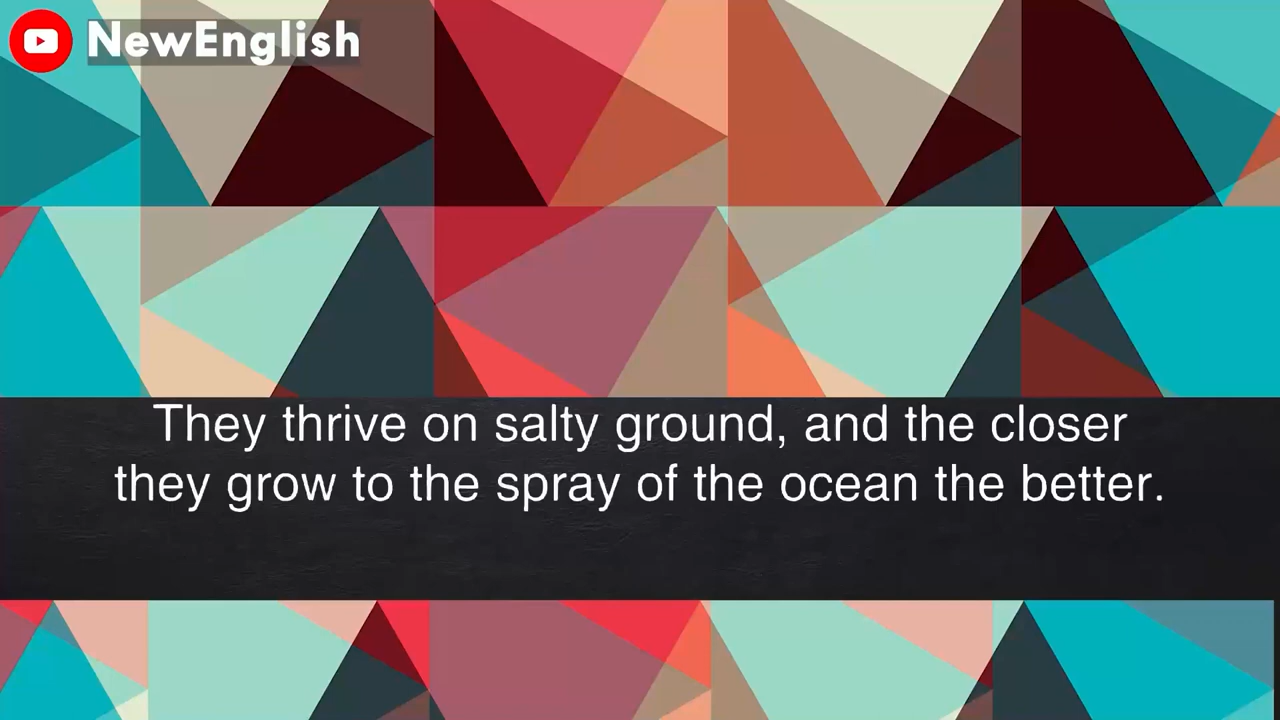 NewEnglish
They thrive on salty ground, and the closer
they grow to the spray of the ocean the better.